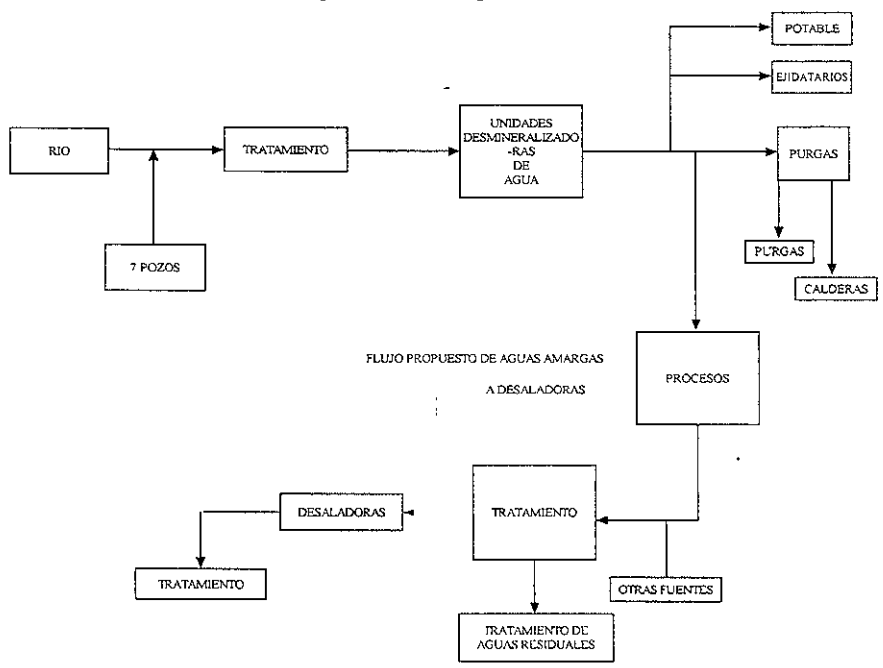 POTABLE
EJIDATARIOS
RIO
TRATAMIENTO
UNIDADES
DESMINERALIZADO
-RAS
DE
AGUA
PURGAS
7 POZOS
PURGAS
CALDERAS
FLUJO PROPUESTO DE AGUAS AMARGAS
A DESALADORAS
PROCESOS
DESALADORAS
TRATAMIENTO
TRATAMIENTO
OTRAS FUENTES
TRATAMIENTO DE
AGUAS RESIDUALES